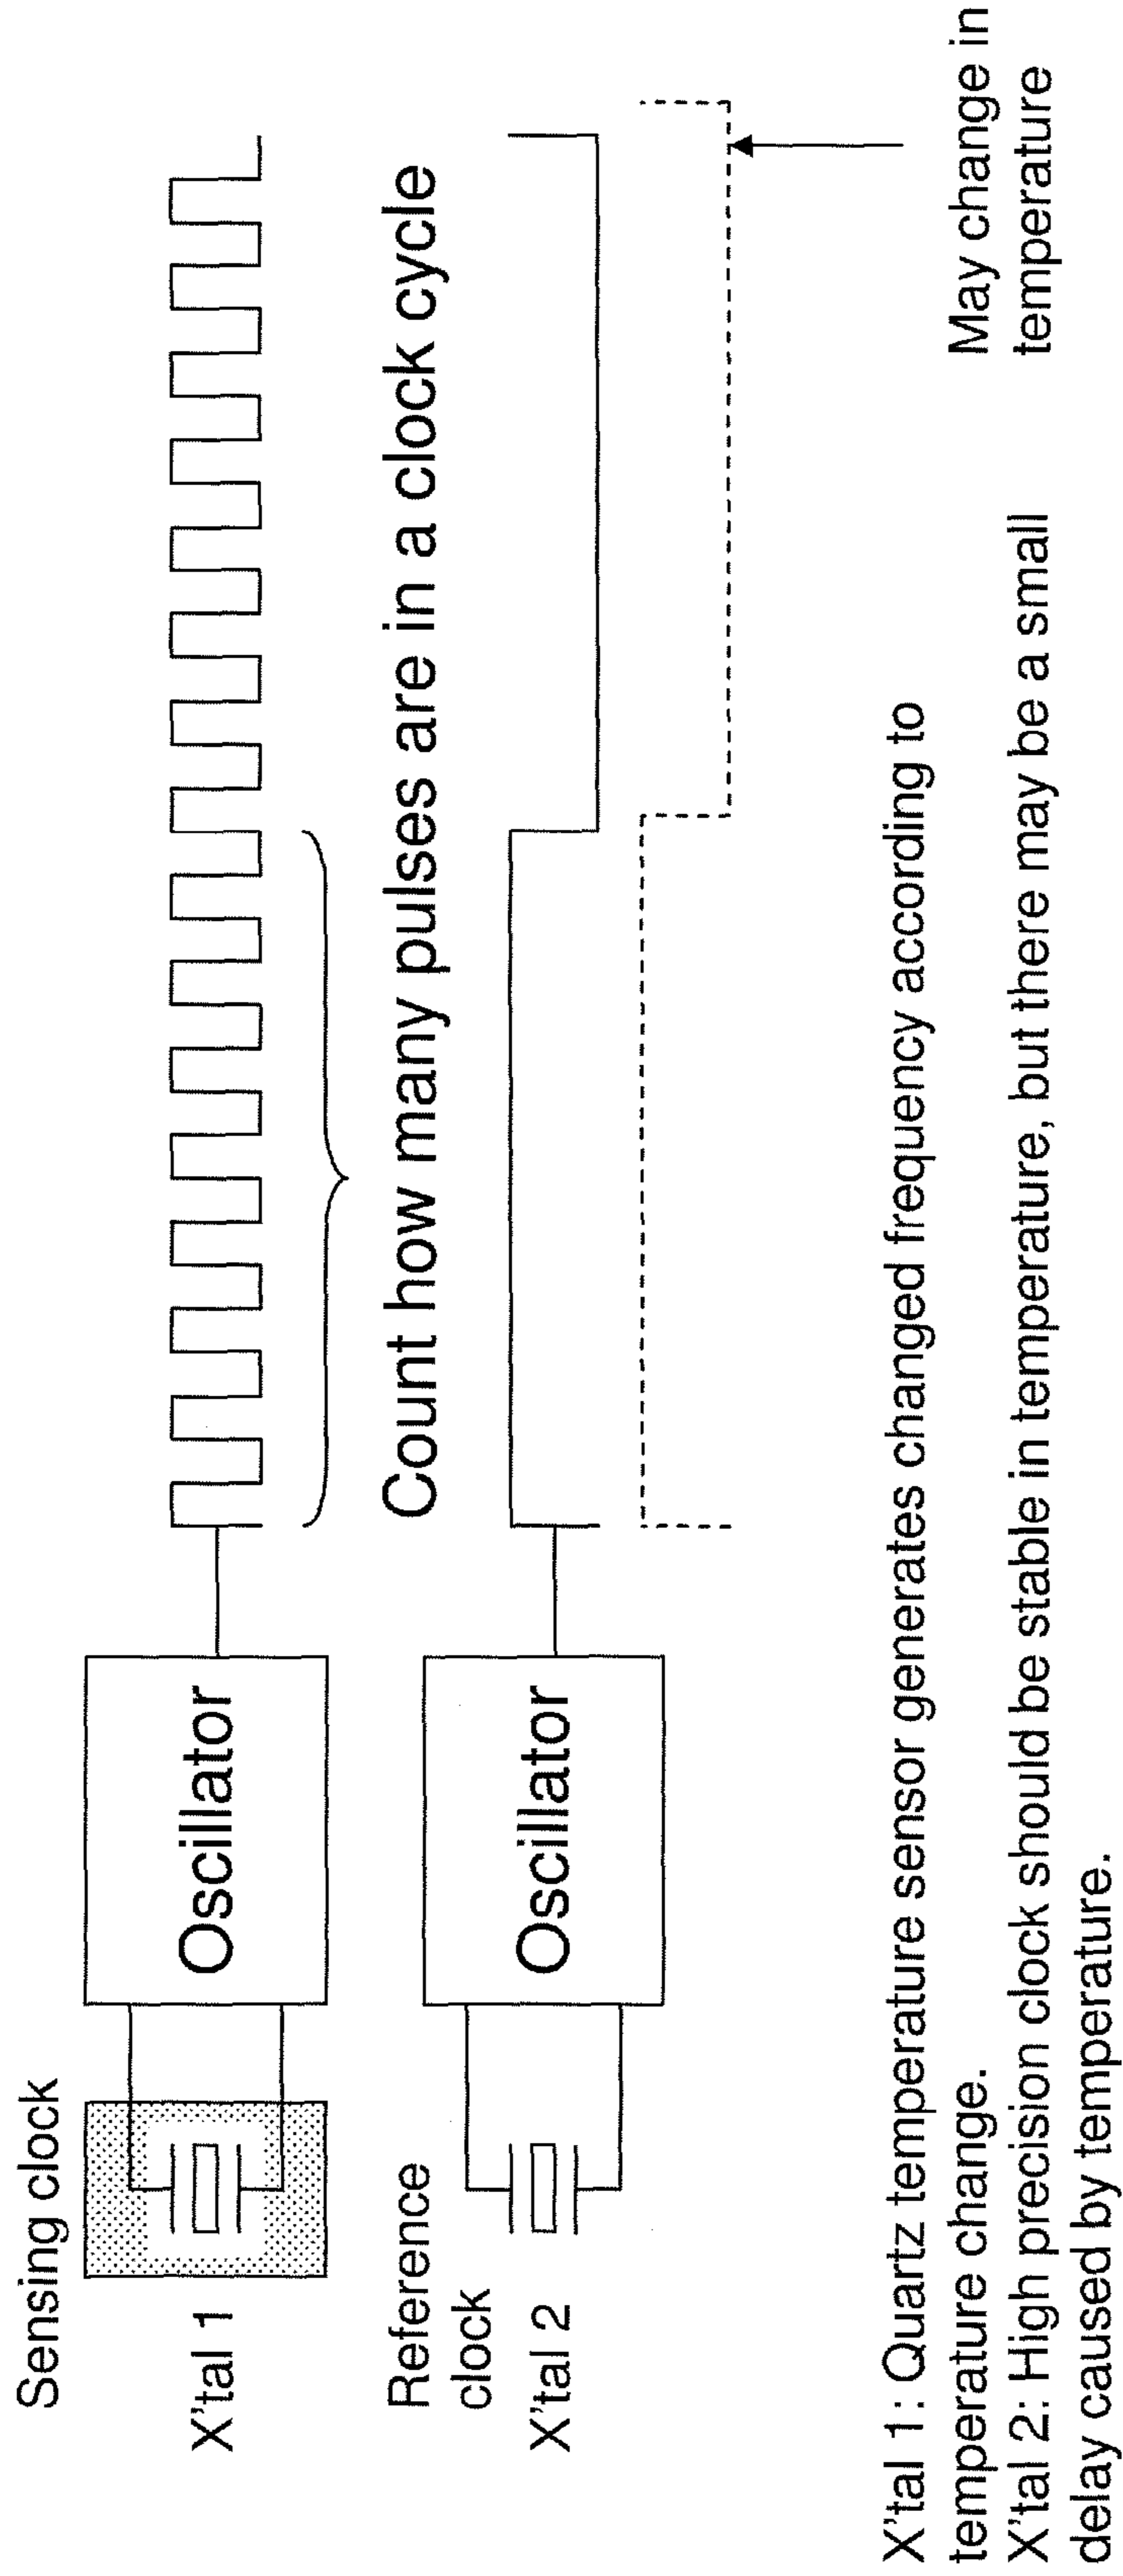 Sensing clock
X'tal 1
Oscillator
Count how many pulses are in a clock cycle
Reference
clock
X'tal 2
Oscillator
May change in
temperature
X'tal 1: Quartz temperature sensor generates changed frequency according to
temperature change.
X'tal 2: High precision clock should be stable in temperature, but there may be a small
delay caused by temperature.